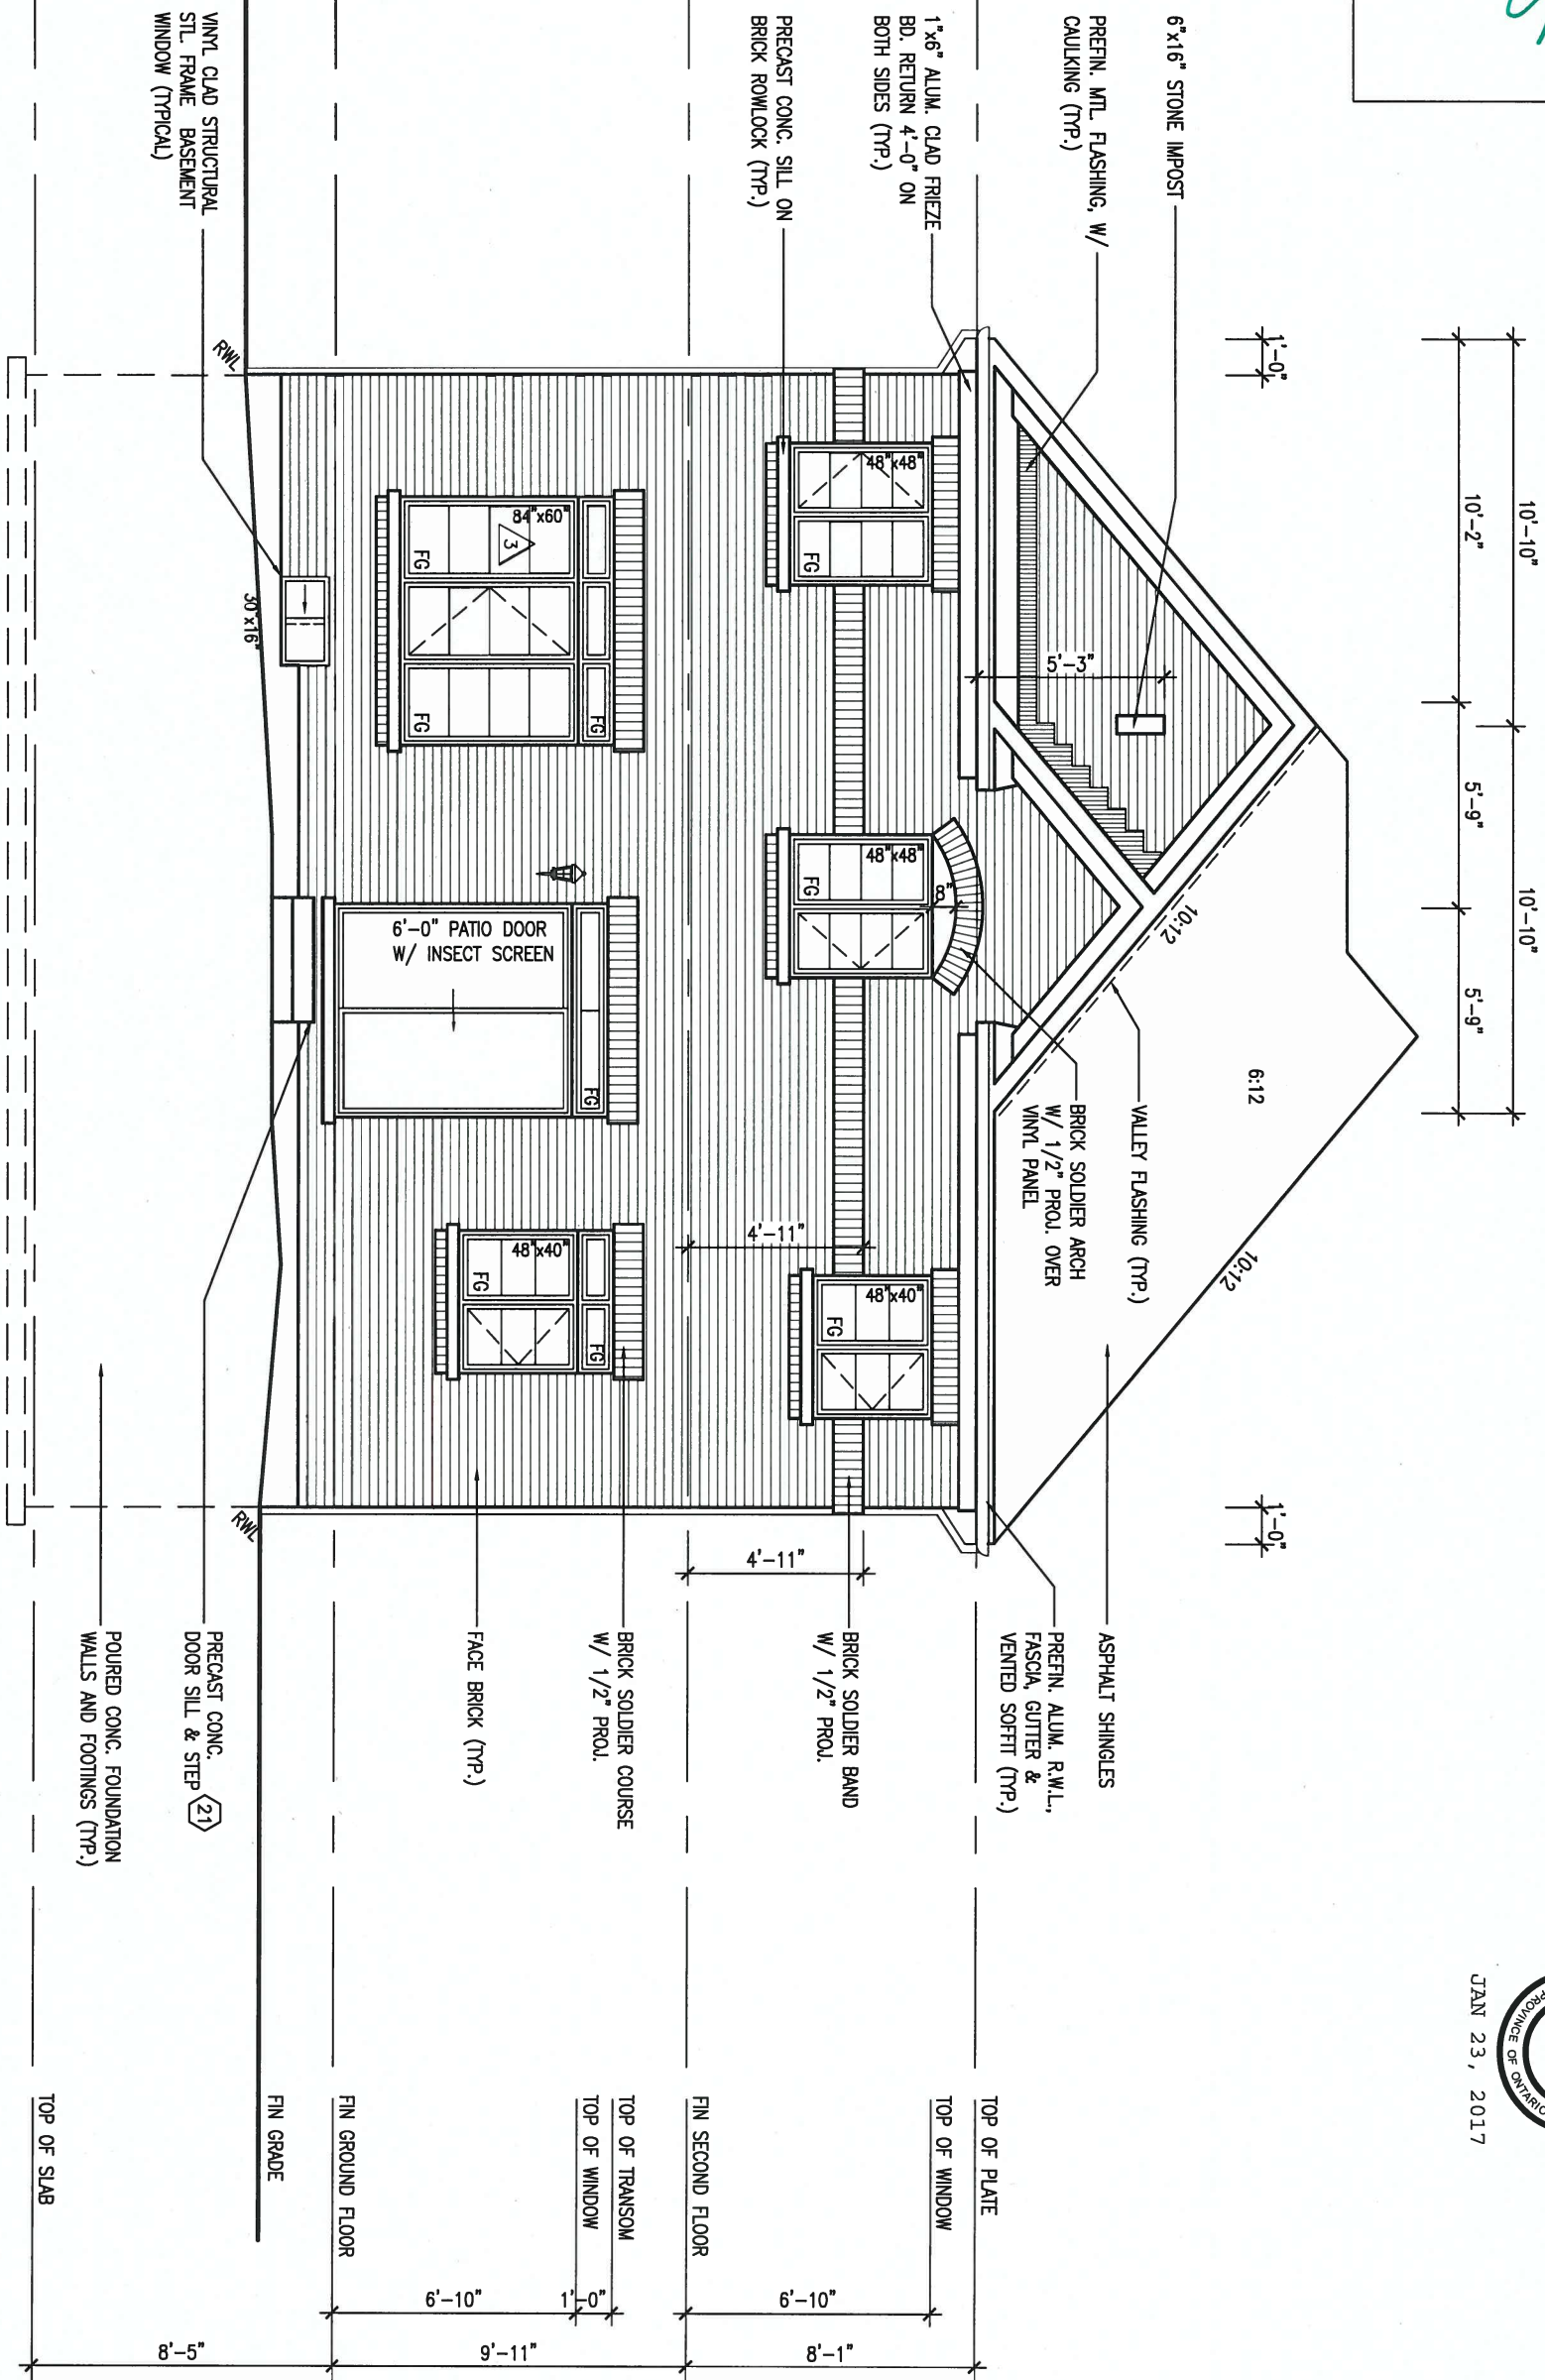 10'-10"
10'-10"
10'-2"
5'-9"
5'-9"
1'-0"
1'-0"
6"x16" STONE IMPOST
PREFIN. MTL. FLASHING, W/
CAULKING (TYP.)
1"x6" ALUM. CLAD FRIEZE
BD. RETURN 4'-0" ON
BOTH SIDES (TYP.)
PRECAST CONC. SILL ON
BRICK ROWLOCK (TYP.)
VINYL CLAD STRUCTURAL
STL. FRAME BASEMENT
WINDOW (TYPICAL)
6:12
10:12
10:12
5'-3"
VALLEY FLASHING (TYP.)
BRICK SOLDIER ARCH
W/ 1/2" PROJ. OVER
VINYL PANEL
8"
48"x48"
FG
48"x48"
FG
48"x40"
FG
4'-11"
4'-11"
84"x60"
3
FG
FG
FG
6'-0" PATIO DOOR
W/ INSECT SCREEN
FG
48"x40"
FG
FG
30"x16"
RWL
RWL
ASPHALT SHINGLES
PREFIN. ALUM. R.W.L.,
FASCIA, GUTTER &
VENTED SOFFIT (TYP.)
BRICK SOLDIER BAND
W/ 1/2" PROJ.
BRICK SOLDIER COURSE
W/ 1/2" PROJ.
FACE BRICK (TYP.)
PRECAST CONC.
DOOR SILL & STEP 21
POURED CONC. FOUNDATION
WALLS AND FOOTINGS (TYP.)
PROVINCE OF ONTARIO
JAN 23, 2017
TOP OF PLATE
TOP OF WINDOW
FIN SECOND FLOOR
TOP OF TRANSOM
TOP OF WINDOW
FIN GROUND FLOOR
FIN GRADE
TOP OF SLAB
6'-10"
1'-0"
6'-10"
8'-1"
9'-11"
8'-5"